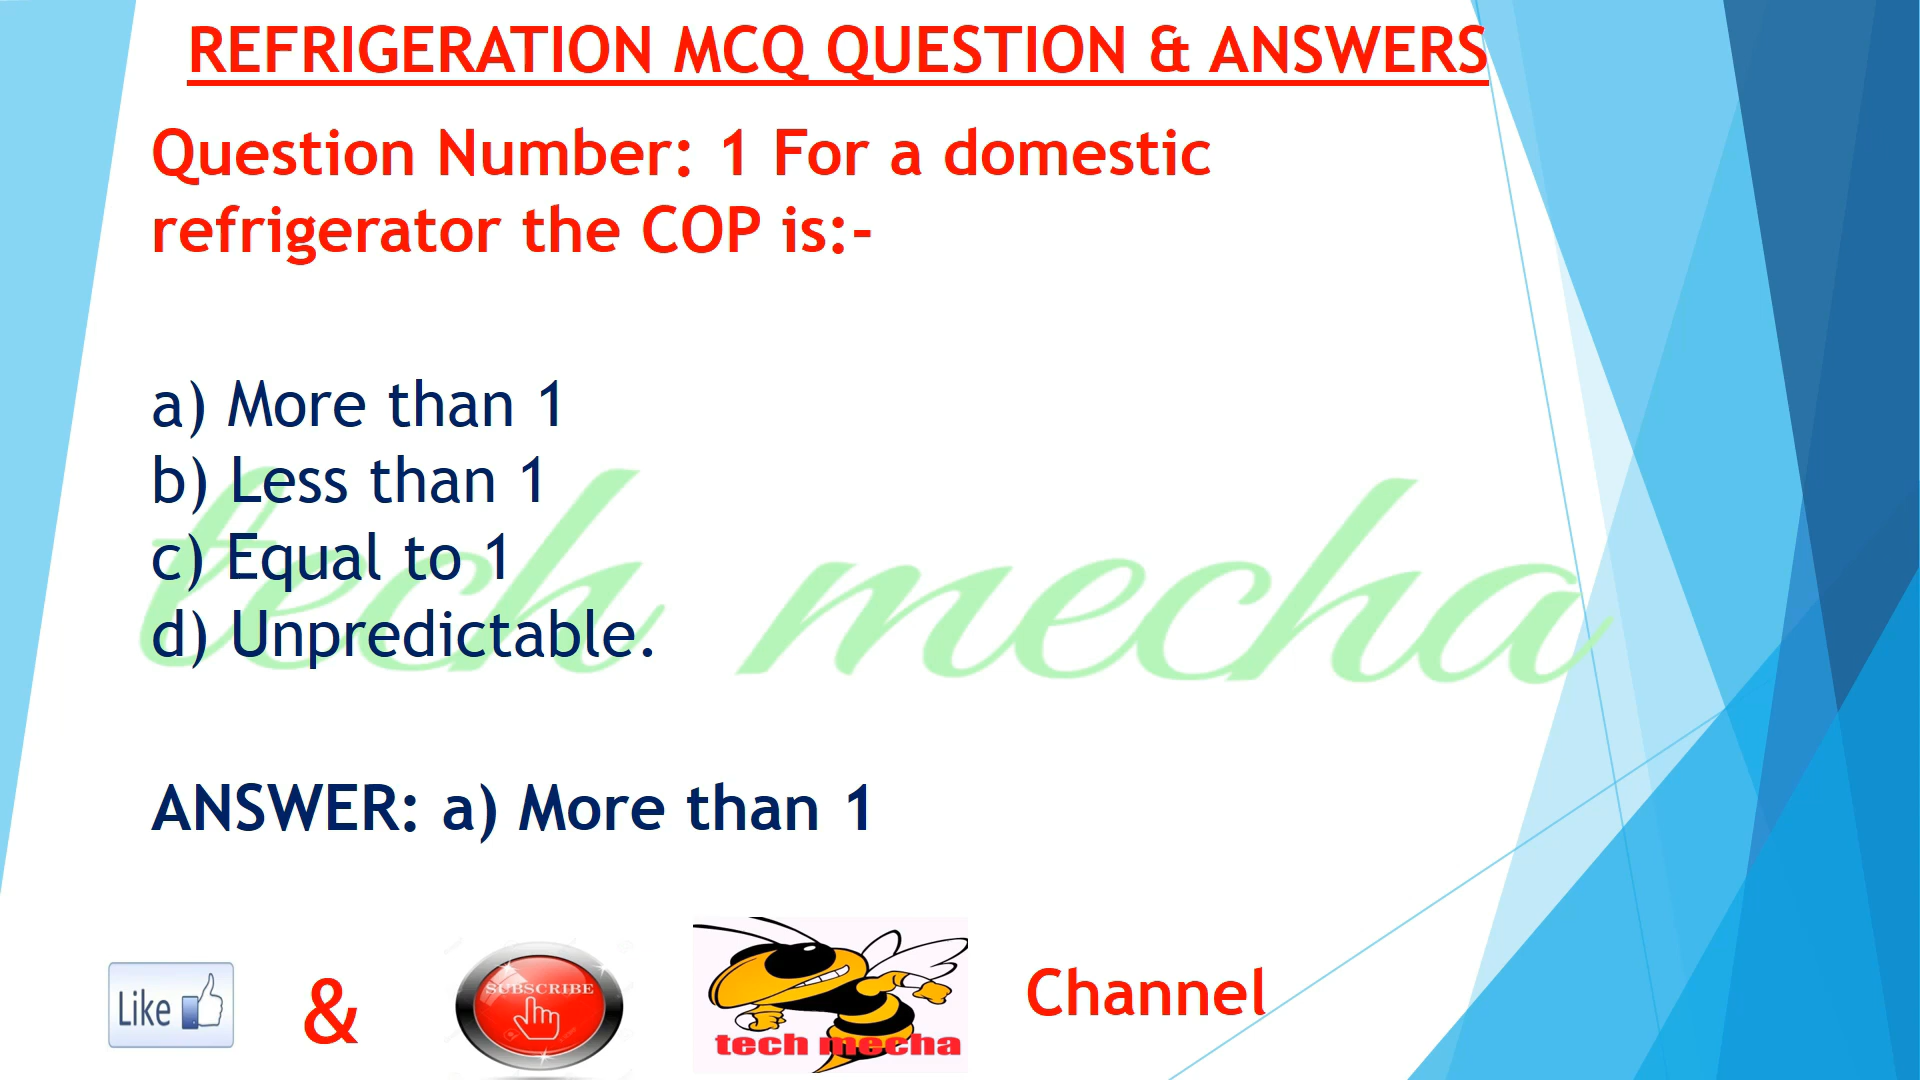 REFRIGERATION MCQ QUESTION & ANSWERS
Question Number: 1 For a domestic
refrigerator the COP is:-
a) More than 1
b) Less than 1
c) Equal to 1
d) Unpredictable.
tech mecha
ANSWER: a) More than 1
Like
&
SUBSCRIBE
tech mecha
Channel